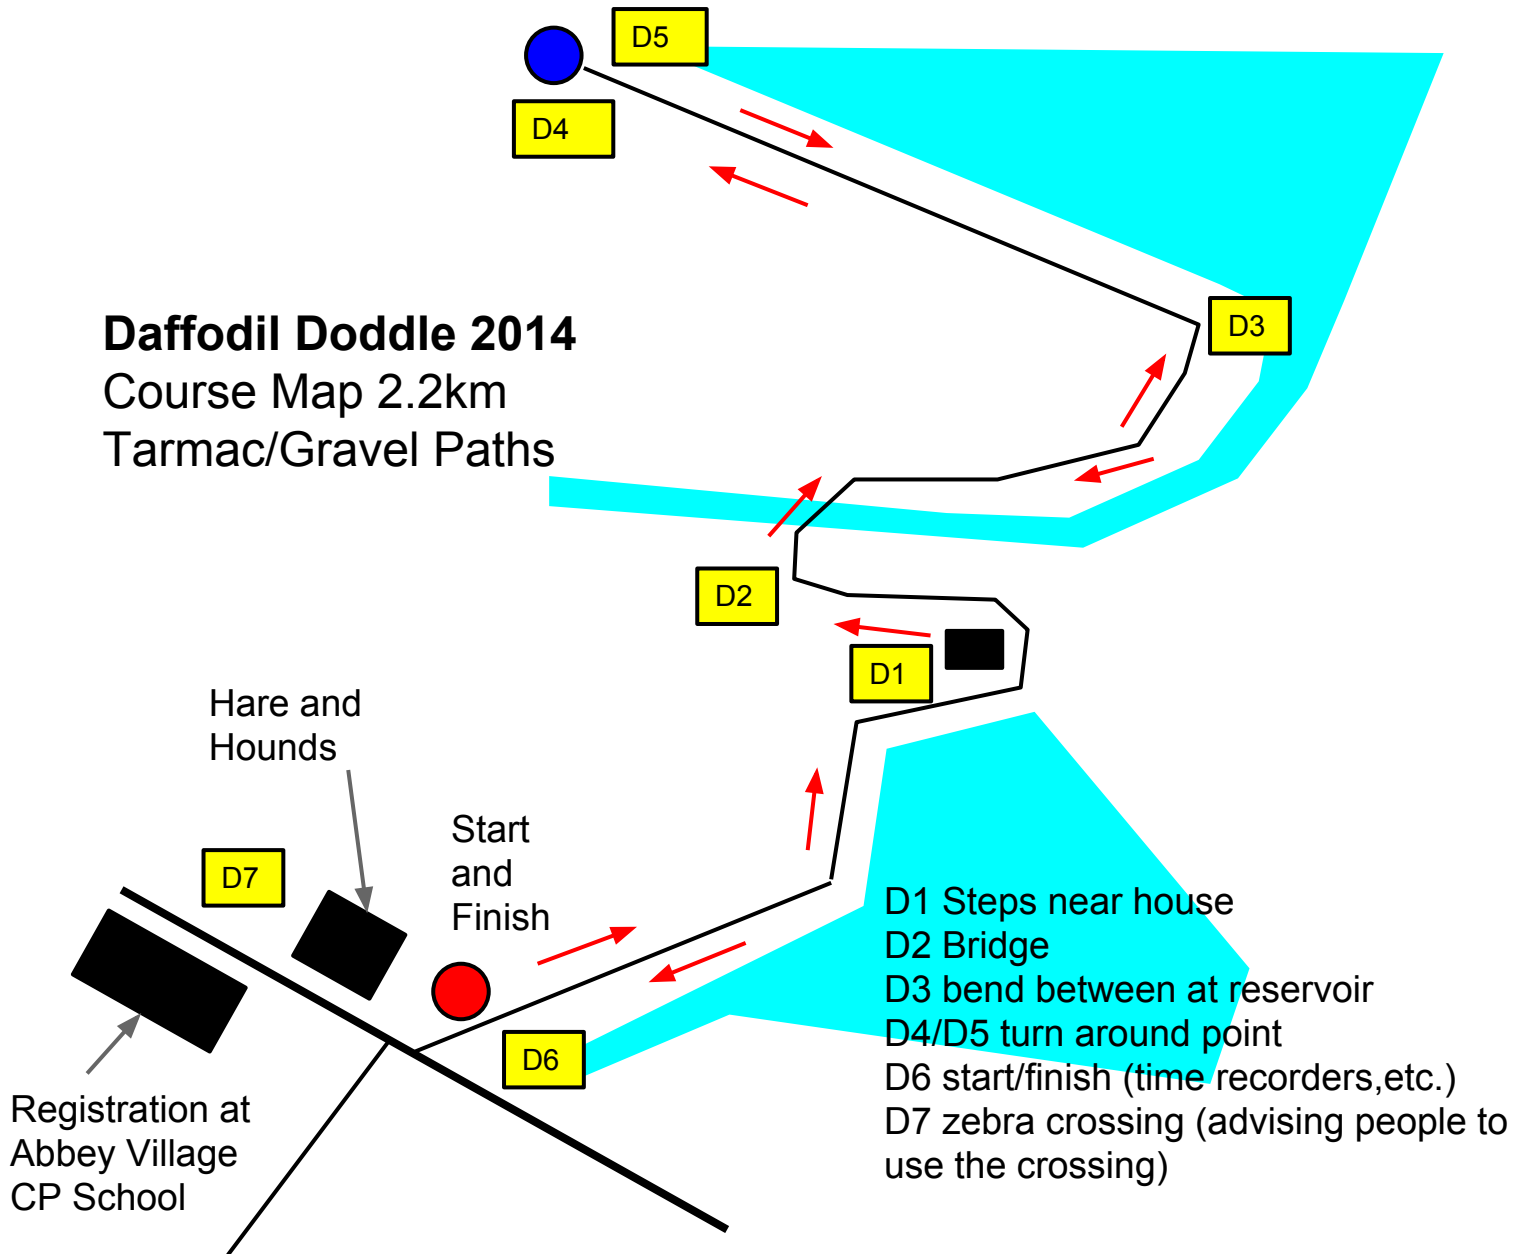 D5
D4
D3
Daffodil Doddle 2014
Course Map 2.2km
Tarmac/Gravel Paths
D2
D1
Hare and
Hounds
Start
and
Finish
D7
D6
D1 Steps near house
D2 Bridge
D3 bend between at reservoir
D4/D5 turn around point
D6 start/finish (time recorders,etc.)
D7 zebra crossing (advising people to
use the crossing)
Registration at
Abbey Village
CP School